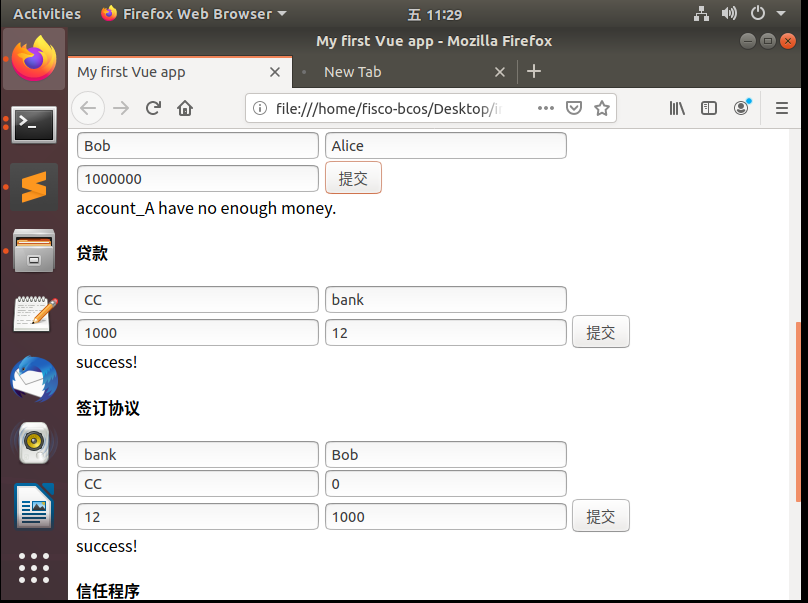 Activities Firefox Web Browser 五 11:29
My first Vue app - Mozilla Firefox
My first Vue app New Tab
file:///home/fisco-bcos/Desktop/i
Bob Alice
1000000 提交
account_A have no enough money.
贷款
CC bank
1000 12 提交
success!
签订协议
bank Bob
CC 0
12 1000 提交
success!
信任程序